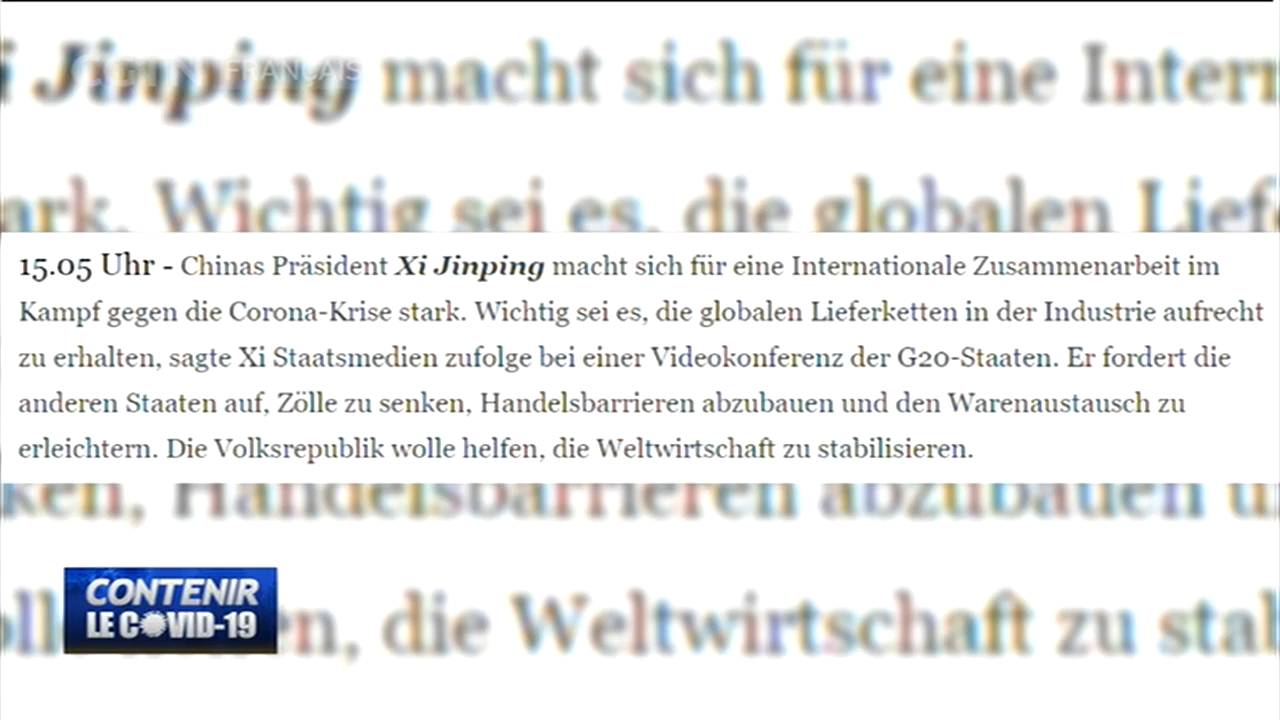 i Jinping macht sich für eine Intern
CGTN FRANÇAIS
ark. Wichtig sei es, die globalen Lief
15.05 Uhr - Chinas Präsident Xi Jinping macht sich für eine Internationale Zusammenarbeit im
Kampf gegen die Corona-Krise stark. Wichtig sei es, die globalen Lieferketten in der Industrie aufrecht
zu erhalten, sagte Xi Staatsmedien zufolge bei einer Videokonferenz der G20-Staaten. Er fordert die
anderen Staaten auf, Zölle zu senken, Handelsbarrieren abzubauen und den Warenaustausch zu
erleichtern. Die Volksrepublik wolle helfen, die Weltwirtschaft zu stabilisieren.
ken, Handelsbarrieren abzubauen u
CONTENIR
LE COVID-19
en, die Weltwirtschaft zu stab